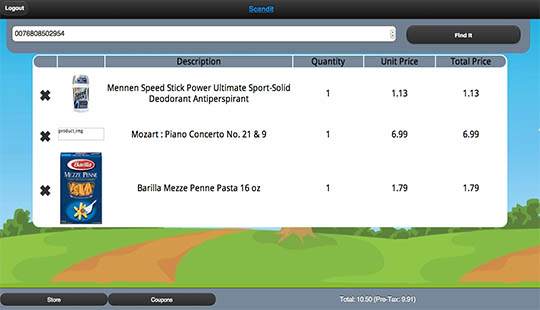 Logout
Scandit
0076808502954
Find It
Description Quantity Unit Price Total Price
Mennen Speed Stick Power Ultimate Sport-Solid
Deodorant Antiperspirant
1 1.13 1.13
product_img
Mozart : Piano Concerto No. 21 & 9 1 6.99 6.99
Barilla
MEZZE PENNE
Barilla Mezze Penne Pasta 16 oz 1 1.79 1.79
Store
Coupons
Total: 10.50 (Pre-Tax: 9.91)